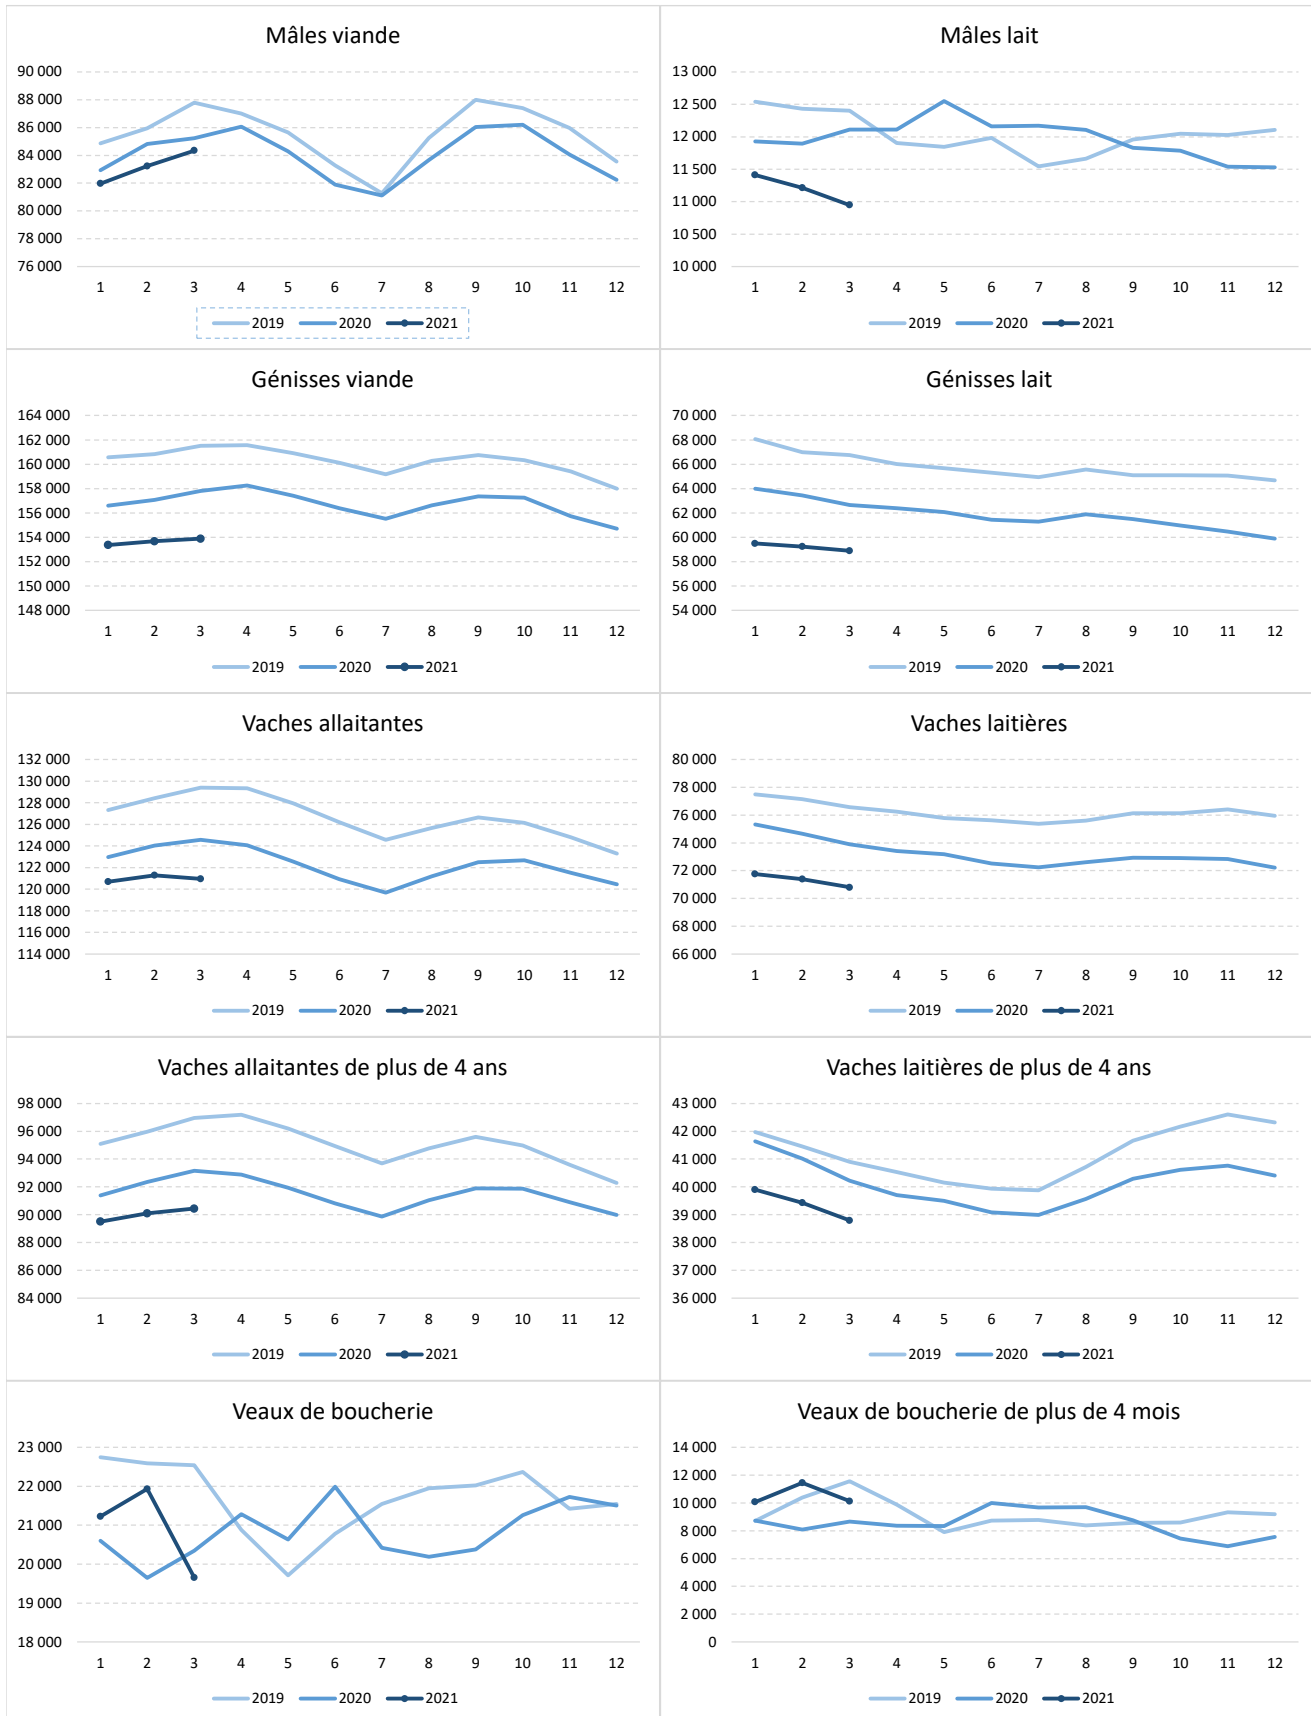 Mâles viande
90 000
88 000
86 000
84 000
82 000
80 000
78 000
76 000
1 2 3 4 5 6 7 8 9 10 11 12
2019 2020 2021
Mâles lait
13 000
12 500
12 000
11 500
11 000
10 500
10 000
1 2 3 4 5 6 7 8 9 10 11 12
2019 2020 2021
Génisses viande
164 000
162 000
160 000
158 000
156 000
154 000
152 000
150 000
148 000
1 2 3 4 5 6 7 8 9 10 11 12
2019 2020 2021
Génisses lait
70 000
68 000
66 000
64 000
62 000
60 000
58 000
56 000
54 000
1 2 3 4 5 6 7 8 9 10 11 12
2019 2020 2021
Vaches allaitantes
132 000
130 000
128 000
126 000
124 000
122 000
120 000
118 000
116 000
114 000
1 2 3 4 5 6 7 8 9 10 11 12
2019 2020 2021
Vaches laitières
80 000
78 000
76 000
74 000
72 000
70 000
68 000
66 000
1 2 3 4 5 6 7 8 9 10 11 12
2019 2020 2021
Vaches allaitantes de plus de 4 ans
98 000
96 000
94 000
92 000
90 000
88 000
86 000
84 000
1 2 3 4 5 6 7 8 9 10 11 12
2019 2020 2021
Vaches laitières de plus de 4 ans
43 000
42 000
41 000
40 000
39 000
38 000
37 000
36 000
1 2 3 4 5 6 7 8 9 10 11 12
2019 2020 2021
Veaux de boucherie
23 000
22 000
21 000
20 000
19 000
18 000
1 2 3 4 5 6 7 8 9 10 11 12
2019 2020 2021
Veaux de boucherie de plus de 4 mois
14 000
12 000
10 000
8 000
6 000
4 000
2 000
0
1 2 3 4 5 6 7 8 9 10 11 12
2019 2020 2021